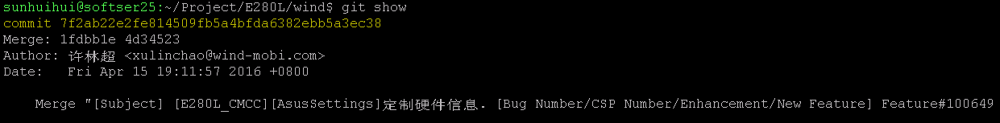 sunhuihui@softser25:~/Project/E280L/wind$ git show
commit 7f2ab22e2fe814509fb5a4bfda6382ebb5a3ec38
Merge: 1fdbb1e 4d34523
Author: 许林超 <xulinchao@wind-mobi.com>
Date:   Fri Apr 15 19:11:57 2016 +0800
Merge "[Subject] [E280L_CMCC][AsusSettings]定制硬件信息. [Bug Number/CSP Number/Enhancement/New Feature] Feature#100649